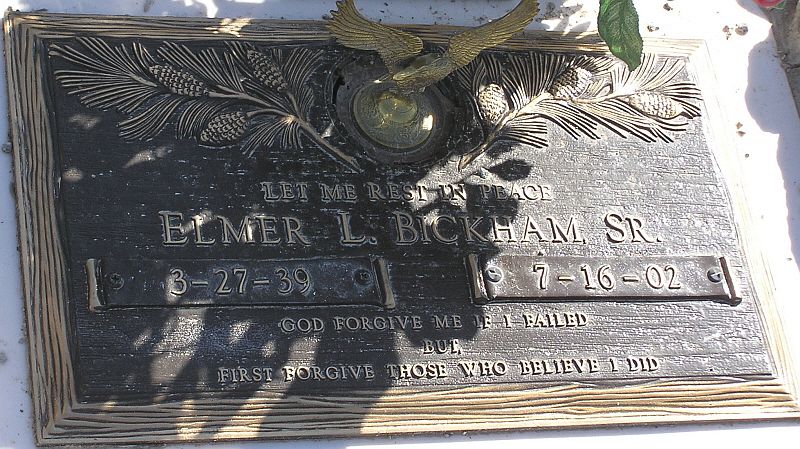 LET ME REST IN PEACE
ELMER L. BICKHAM, SR.
3-27-39 7-16-02
GOD FORGIVE ME IF I FAILED
BUT,
FIRST FORGIVE THOSE WHO BELIEVE I DID